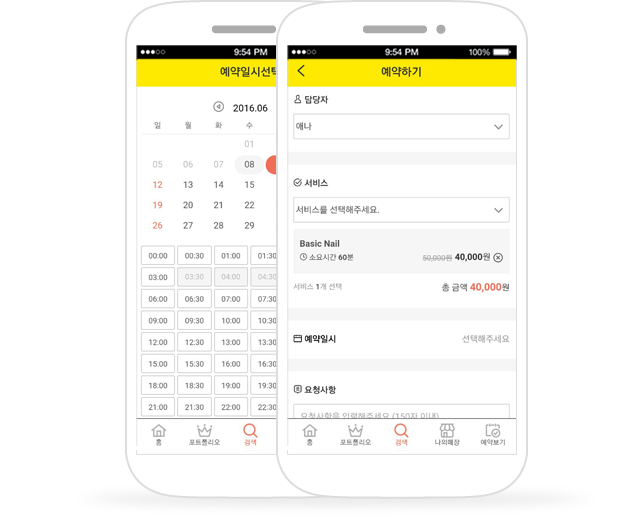 9:54 PM
예약일시선택
2016.06
일 월 화 수
01
05 06 07 08
12 13 14 15
19 20 21 22
26 27 28 29
00:00 00:30 01:00 01:30
03:00 03:30 04:00 04:30
06:00 06:30 07:00 07:30
09:00 09:30 10:00 10:30
12:00 12:30 13:00 13:30
15:00 15:30 16:00 16:30
18:00 18:30 19:00 19:30
21:00 21:30 22:00 22:30
홈 포트폴리오 검색
9:54 PM 100%
예약하기
담당자
애나
서비스
서비스를 선택해주세요.
Basic Nail
소요시간 60분 50,000원 40,000원
서비스 1개 선택 총 금액 40,000원
예약일시 선택해주세요
요청사항
요청사항을 입력해주세요 (150자 이내)
홈 포트폴리오 검색 나의매장 예약보기